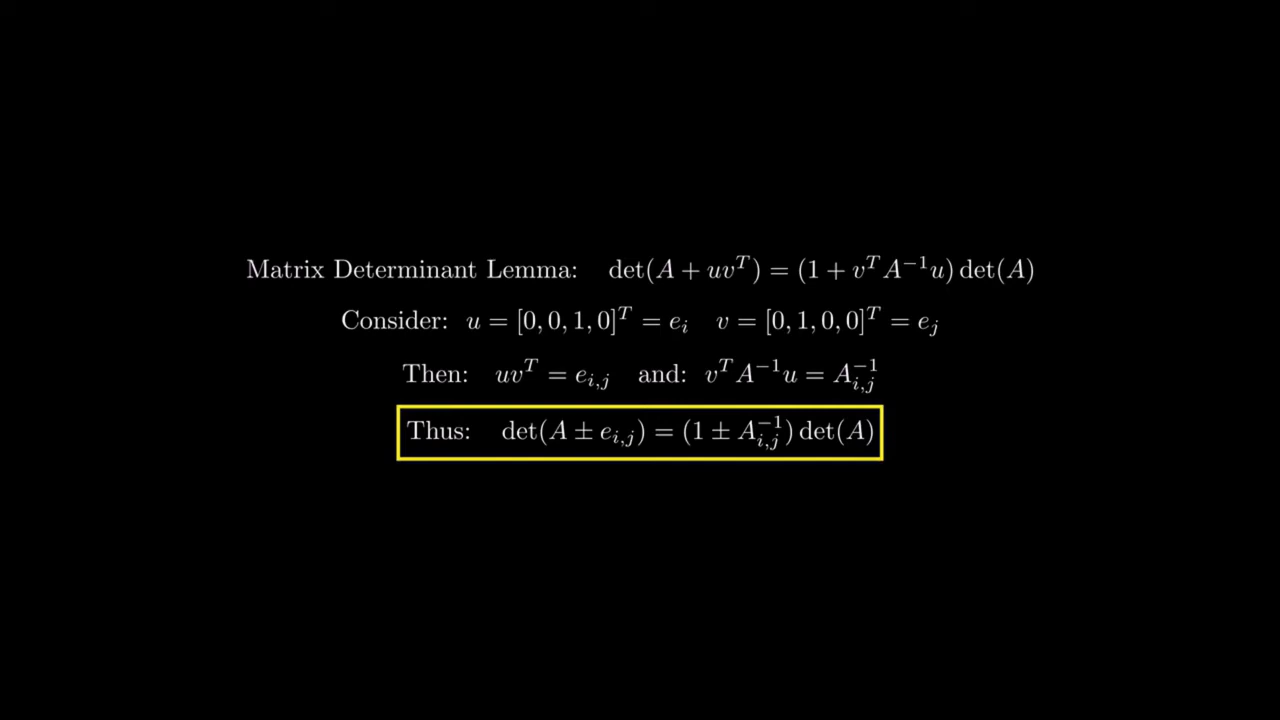 Matrix Determinant Lemma: det(A + uv^T) = (1 + v^T A^{-1} u) det(A)
Consider: u = [0, 0, 1, 0]^T = e_i v = [0, 1, 0, 0]^T = e_j
Then: uv^T = e_{i,j} and: v^T A^{-1} u = A^{-1}_{i,j}
Thus: det(A ± e_{i,j}) = (1 ± A^{-1}_{i,j}) det(A)